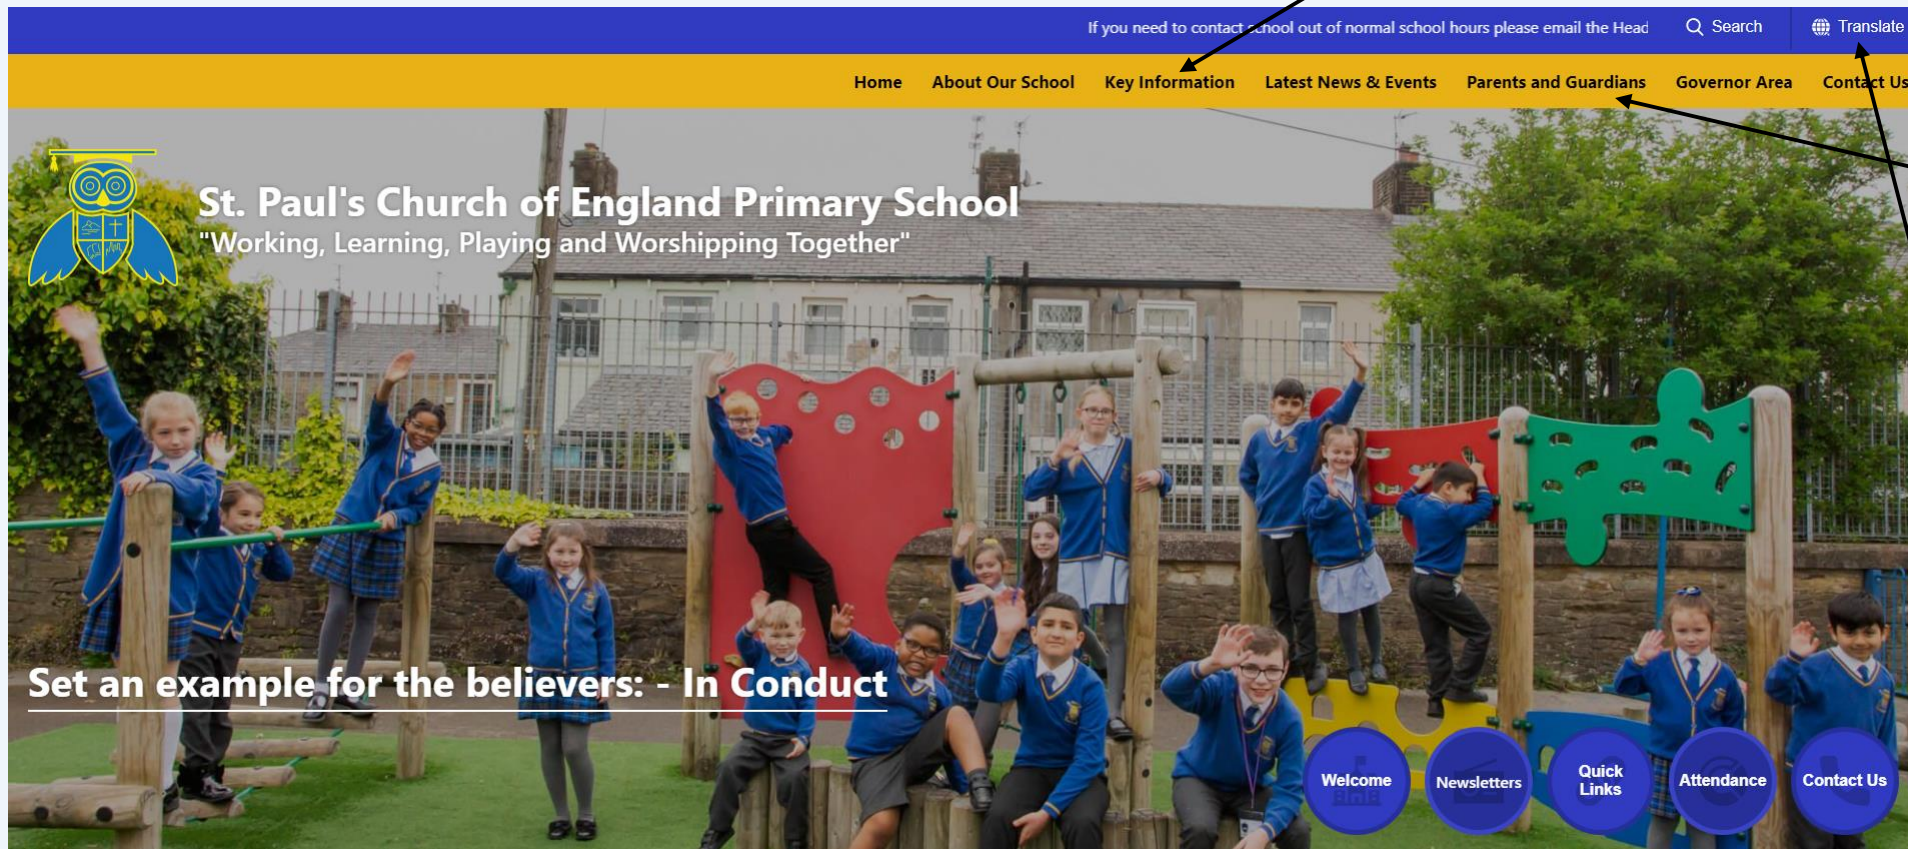 If you need to contact school out of normal school hours please email the Head
Search
Translate
Home About Our School Key Information Latest News & Events Parents and Guardians Governor Area Contact Us
St. Paul's Church of England Primary School
"Working, Learning, Playing and Worshipping Together"
Set an example for the believers: - In Conduct
Welcome
Newsletters
Quick
Links
Attendance
Contact Us